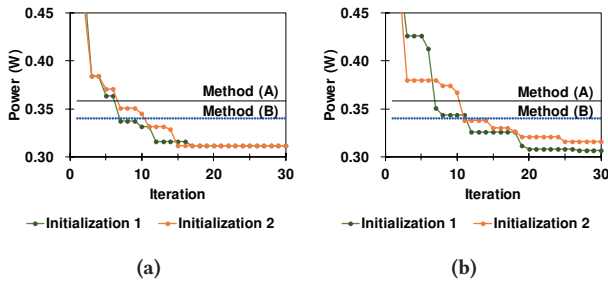 0.45
0.40
0.35
0.30
Power (W)
Method (A)
Method (B)
0 10 20 30
Iteration
Initialization 1 Initialization 2
(a)
0.45
0.40
0.35
0.30
Power (W)
Method (A)
Method (B)
0 10 20 30
Iteration
Initialization 1 Initialization 2
(b)